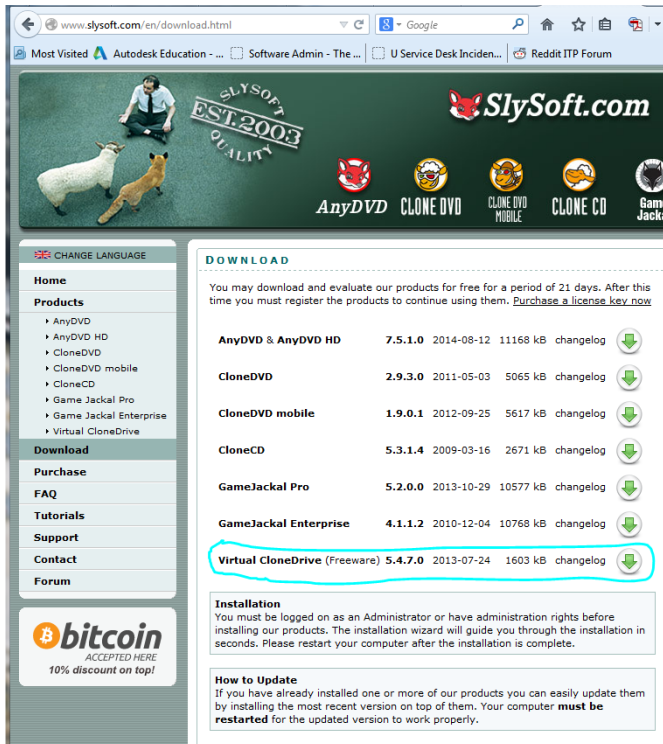 www.slysoft.com/en/download.html
Google
Most Visited
Autodesk Education - ...
Software Admin - The ...
U Service Desk Inciden...
Reddit ITP Forum
SLYSOFT
EST. 2003
QUALITY
SlySoft.com
AnyDVD
CLONE DVD
CLONE DVD
MOBILE
CLONE CD
Game
Jacka
CHANGE LANGUAGE
Home
Products
AnyDVD
AnyDVD HD
CloneDVD
CloneDVD mobile
CloneCD
Game Jackal Pro
Game Jackal Enterprise
Virtual CloneDrive
Download
Purchase
FAQ
Tutorials
Support
Contact
Forum
bitcoin
ACCEPTED HERE
10% discount on top!
DOWNLOAD
You may download and evaluate our products for free for a period of 21 days. After this
time you must register the products to continue using them. Purchase a license key now
AnyDVD & AnyDVD HD 7.5.1.0 2014-08-12 11168 kB changelog
CloneDVD 2.9.3.0 2011-05-03 5065 kB changelog
CloneDVD mobile 1.9.0.1 2012-09-25 5617 kB changelog
CloneCD 5.3.1.4 2009-03-16 2671 kB changelog
GameJackal Pro 5.2.0.0 2013-10-29 10577 kB changelog
GameJackal Enterprise 4.1.1.2 2010-12-04 10768 kB changelog
Virtual CloneDrive (Freeware) 5.4.7.0 2013-07-24 1603 kB changelog
Installation
You must be logged on as an Administrator or have administration rights before
installing our products. The installation wizard will guide you through the installation in
seconds. Please restart your computer after the installation is complete.
How to Update
If you have already installed one or more of our products you can easily update them
by installing the most recent version on top of them. Your computer must be
restarted for the updated version to work properly.